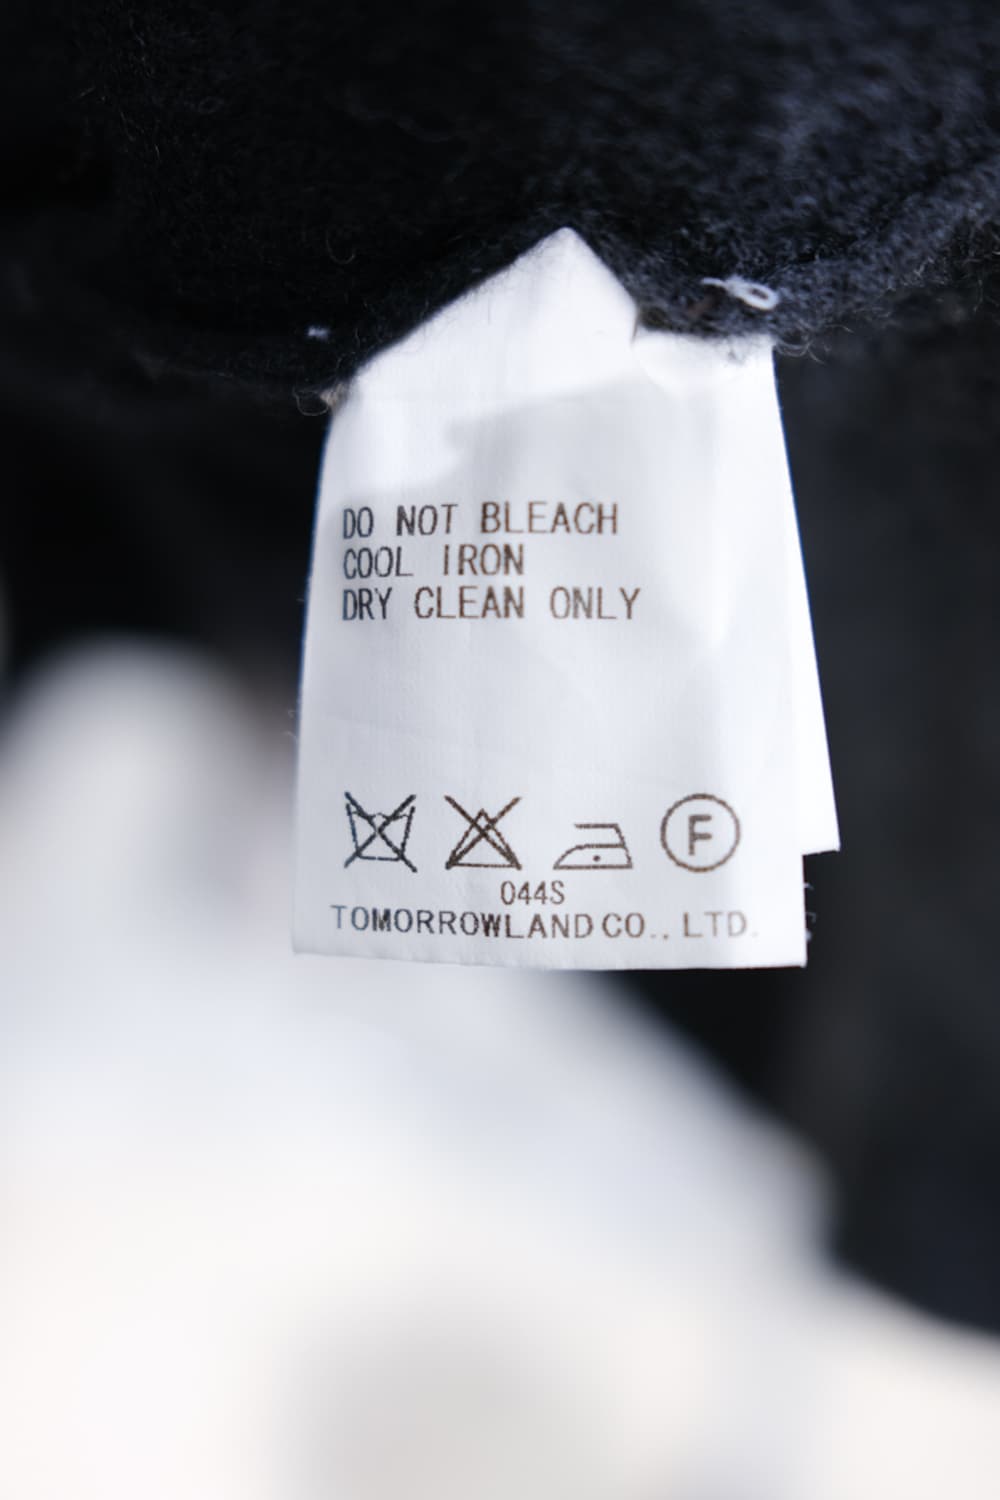 DO NOT BLEACH
COOL IRON
DRY CLEAN ONLY
F
044S
TOMORROWLAND CO., LTD.